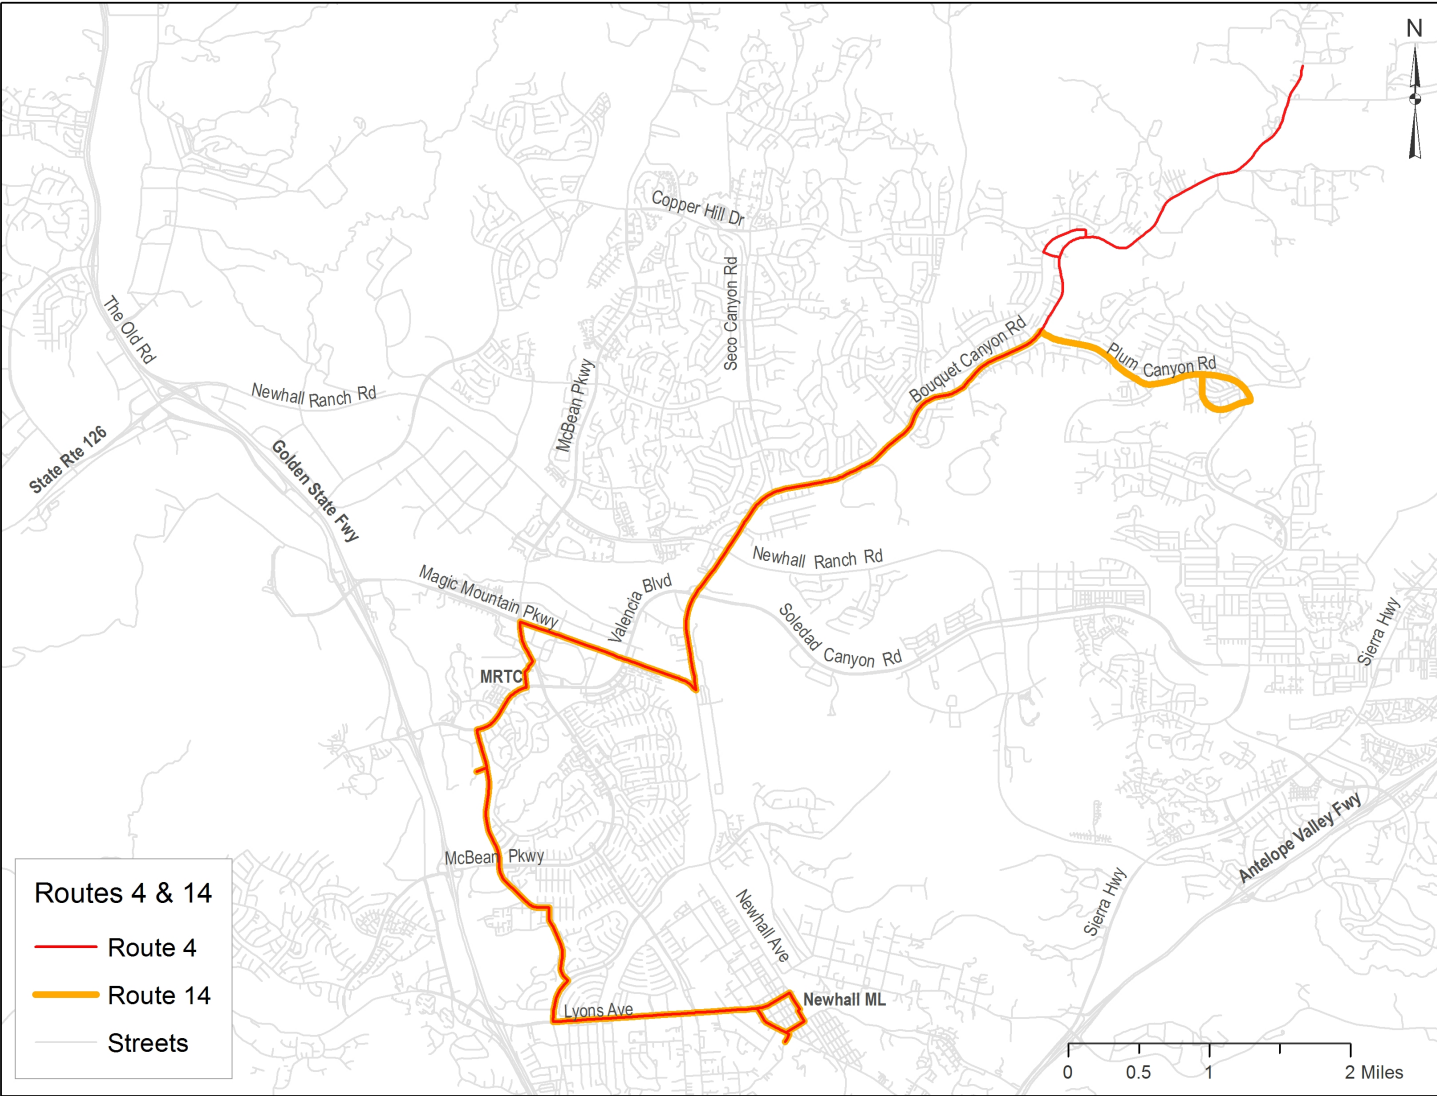 N
Copper Hill Dr
Seco Canyon Rd
The Old Rd
Bouquet Canyon Rd
Plum Canyon Rd
Newhall Ranch Rd
McBean Pkwy
State Rte 126
Golden State Fwy
Newhall Ranch Rd
Magic Mountain Pkwy
Valencia Blvd
Soledad Canyon Rd
Sierra Hwy
MRTC
Antelope Valley Fwy
McBean Pkwy
Sierra Hwy
Newhall Ave
Newhall ML
Lyons Ave
Routes 4 & 14
Route 4
Route 14
Streets
0 0.5 1 2 Miles